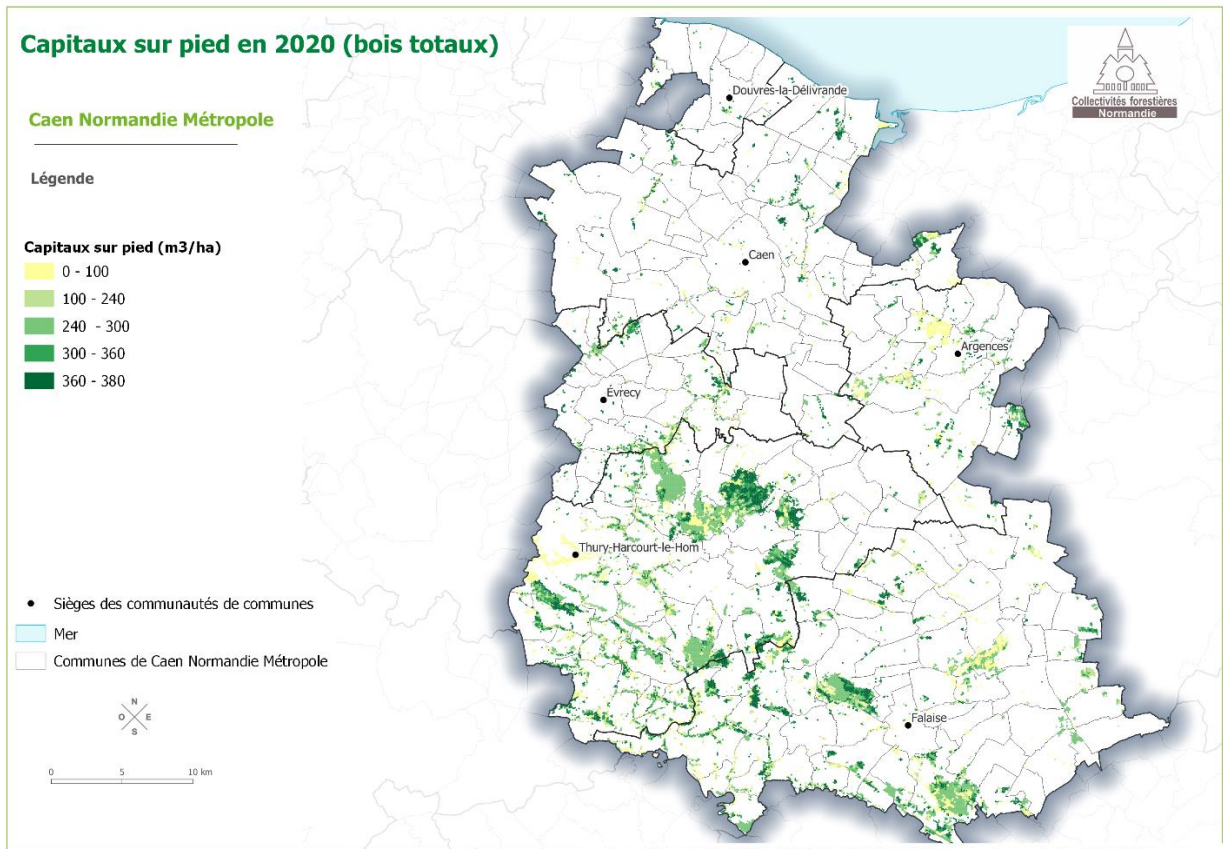 Capitaux sur pied en 2020 (bois totaux)
Caen Normandie Métropole
Légende
Capitaux sur pied (m3/ha)
0 - 100
100 - 240
240 - 300
300 - 360
360 - 380
Sièges des communautés de communes
Mer
Communes de Caen Normandie Métropole
N
O E
S
0 5 10 km
Collectivités forestières
Normandie
Douvres-la-Délivrande
Caen
Argences
Évrecy
Thury-Harcourt-le-Hom
Falaise